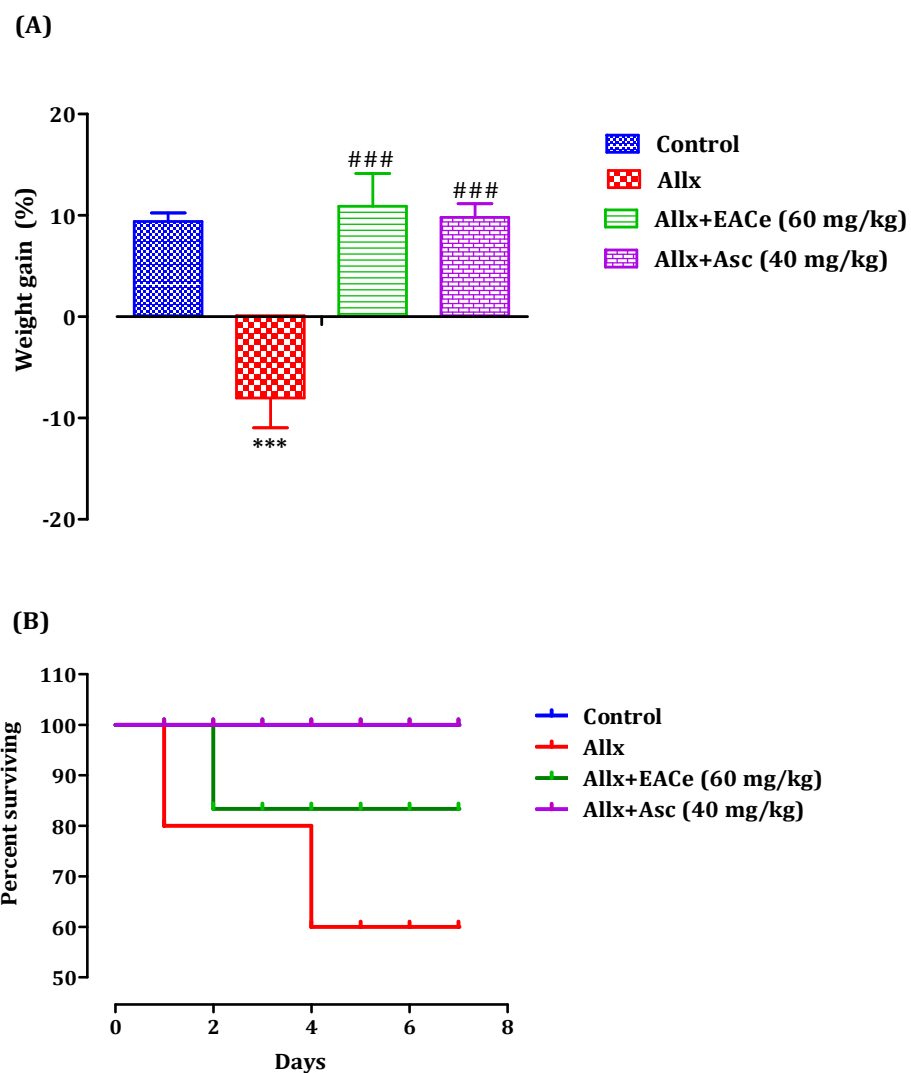 (A)
20
10
0
-10
-20
Weight gain (%)
###
###
***
Control
Allx
Allx+EACe (60 mg/kg)
Allx+Asc (40 mg/kg)
(B)
110
100
90
80
70
60
50
Percent surviving
0 2 4 6 8
Days
Control
Allx
Allx+EACe (60 mg/kg)
Allx+Asc (40 mg/kg)